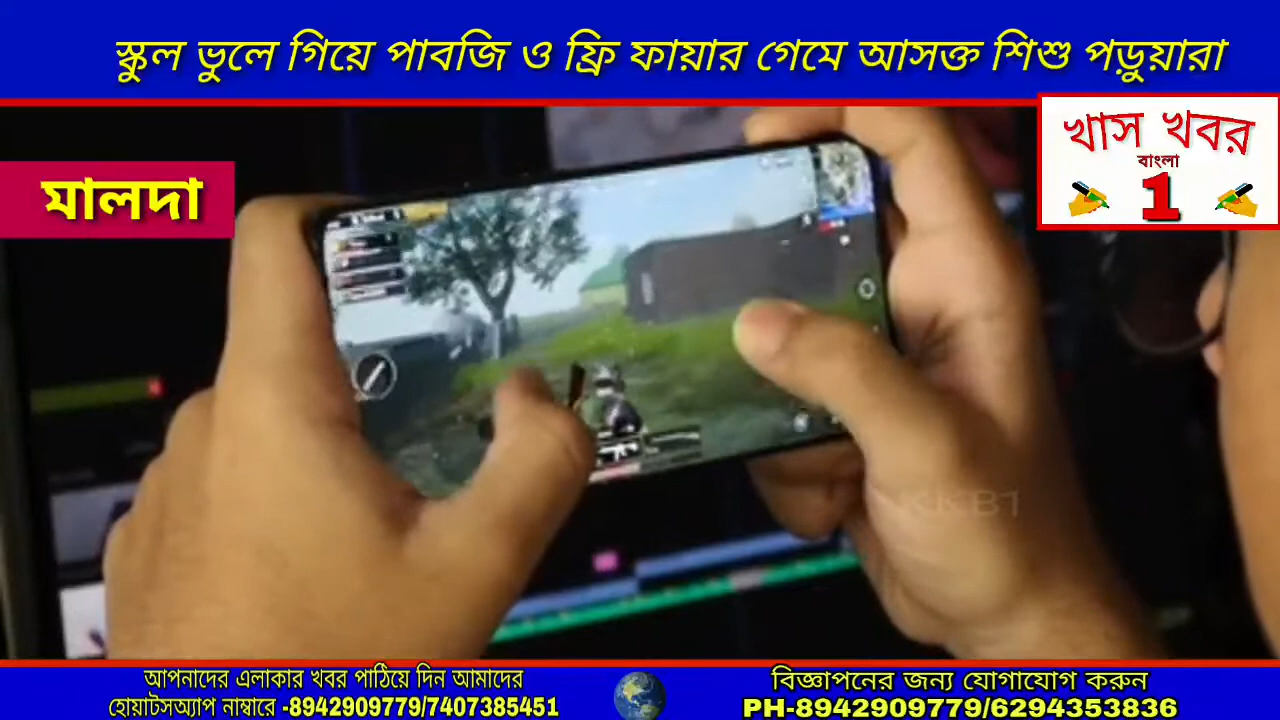 স্কুল ভুলে গিয়ে পাবজি ও ফ্রি ফায়ার গেমে আসক্ত শিশু পড়ুয়ারা
খাস খবর
বাংলা
1
মালদা
KKB1
আপনাদের এলাকার খবর পাঠিয়ে দিন আমাদের
হোয়াটসঅ্যাপ নাম্বারে -8942909779/7407385451
বিজ্ঞাপনের জন্য যোগাযোগ করুন
PH-8942909779/6294353836